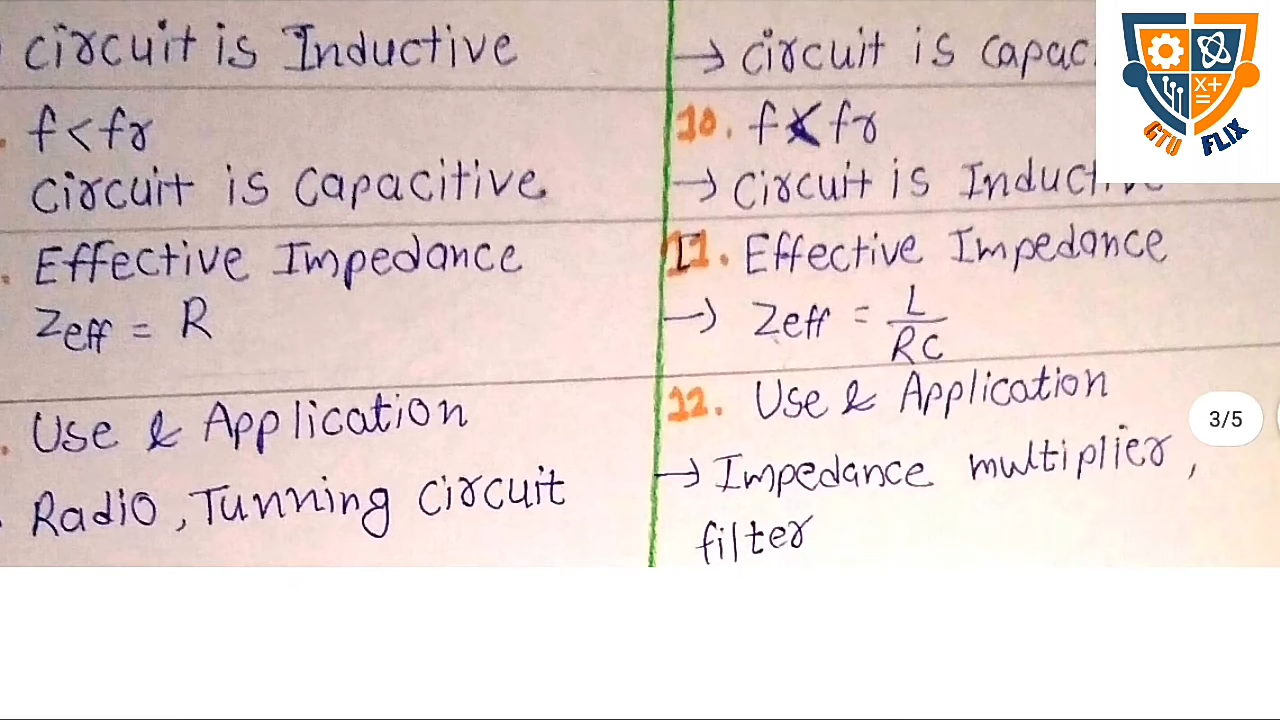 circuit is Inductive
f < fr
circuit is capacitive
Effective Impedance
Zeff = R
Use & Application
Radio, Tunning circuit
→ circuit is capac
10. f < fr
→ Circuit is Inductive
11. Effective Impedance
→ Zeff = L/RC
12. Use & Application
→ Impedance multiplier,
filter
X+
=
GTU FLIX
3/5